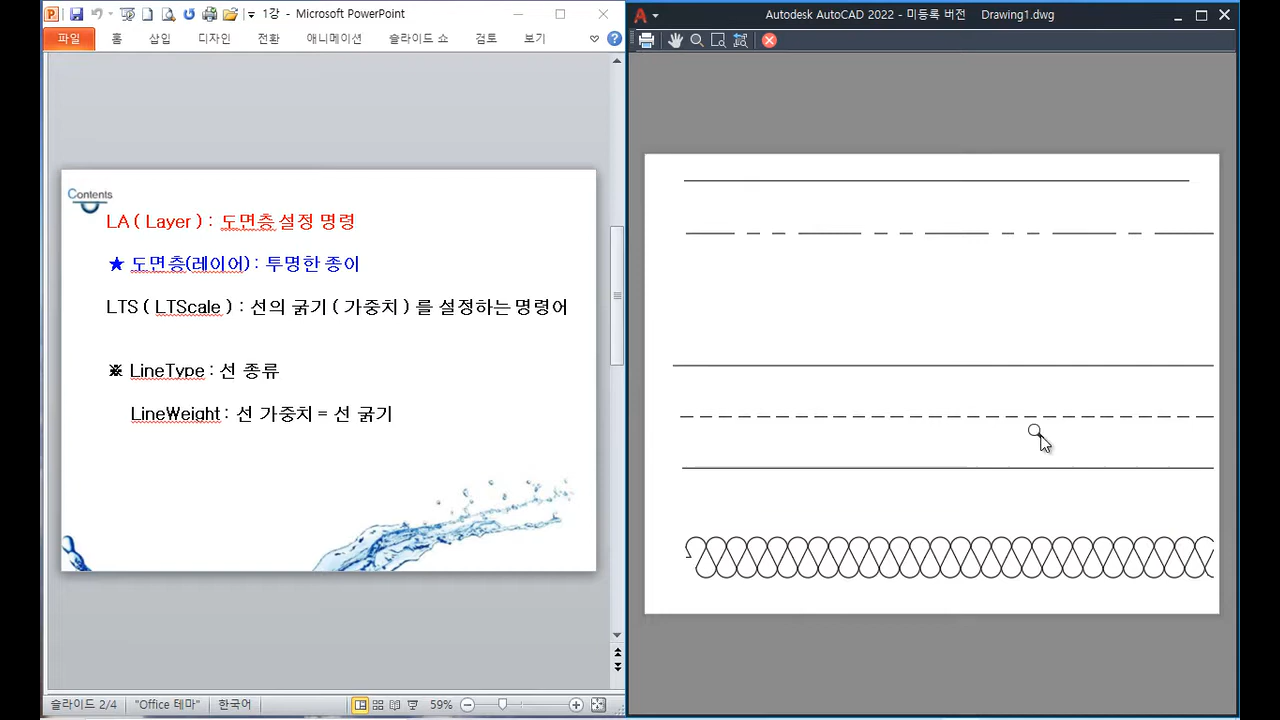 1강 - Microsoft PowerPoint
파일 홈 삽입 디자인 전환 애니메이션 슬라이드 쇼 검토 보기
Contents
LA ( Layer ) : 도면층 설정 명령
★ 도면층(레이어) : 투명한 종이
LTS ( LTScale ) : 선의 굵기 ( 가중치 ) 를 설정하는 명령어
※ LineType : 선 종류
LineWeight : 선 가중치 = 선 굵기
슬라이드 2/4 "Office 테마" 한국어 59%
Autodesk AutoCAD 2022 - 미등록 버전 Drawing1.dwg